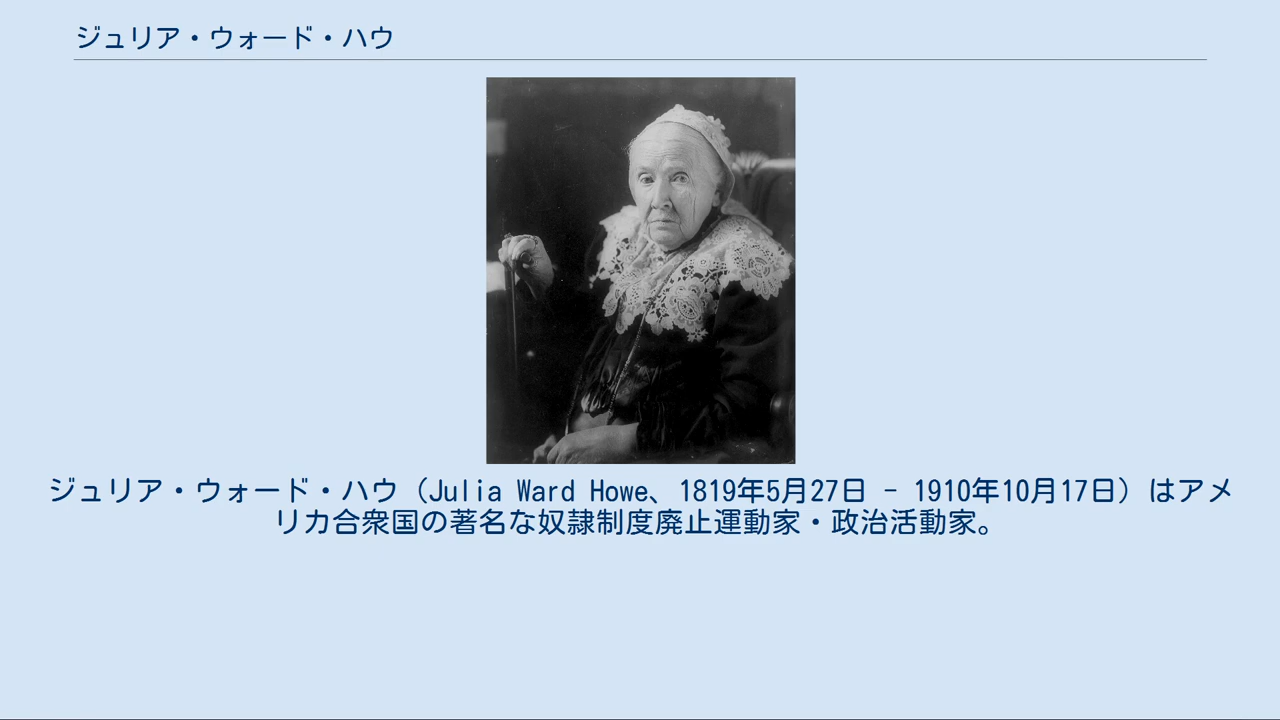 ジュリア・ウォード・ハウ
ジュリア・ウォード・ハウ（Julia Ward Howe、1819年5月27日 - 1910年10月17日）はアメ
リカ合衆国の著名な奴隷制度廃止運動家・政治活動家。